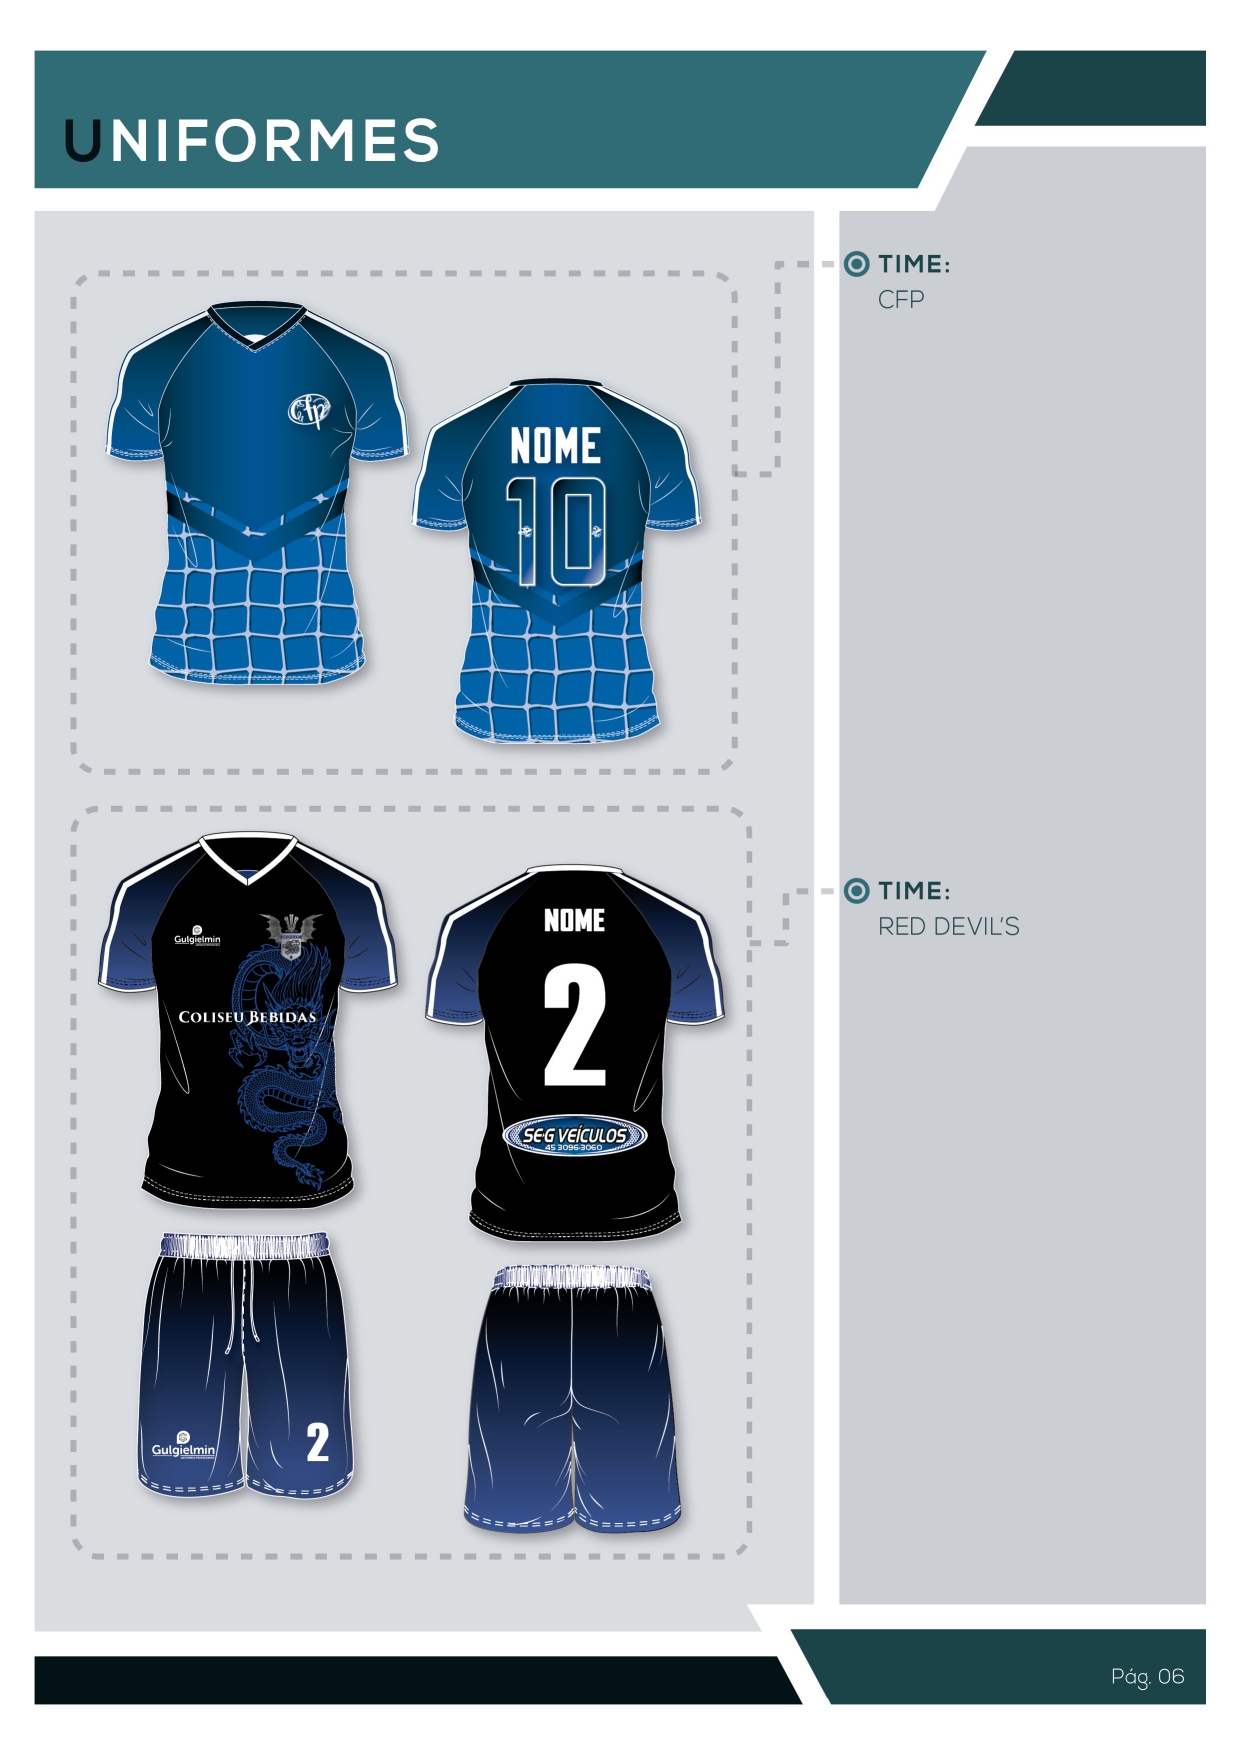 UNIFORMES
TIME:
CFP
cfp
NOME
10
TIME:
RED DEVIL'S
Gulgielmin
COLISEU BEBIDAS
NOME
2
SEG VEÍCULOS
45 3096-3060
Gulgielmin
2
Pág. 06